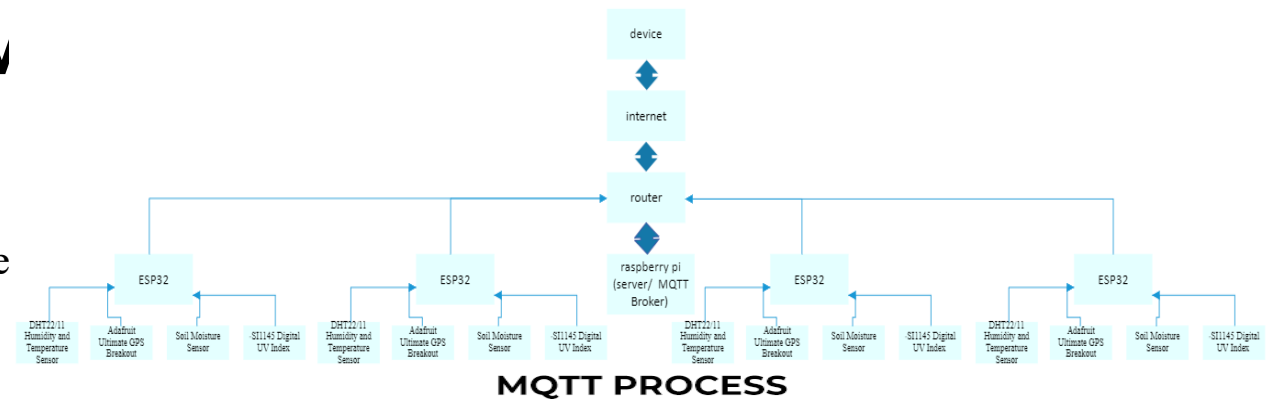 device
internet
router
raspberry pi
(server/ MQTT
Broker)
ESP32
ESP32
ESP32
ESP32
DHT22/11
Humidity and
Temperature
Sensor
Adafruit
Ultimate GPS
Breakout
Soil Moisture
Sensor
-SI1145 Digital
UV Index
DHT22/11
Humidity and
Temperature
Sensor
Adafruit
Ultimate GPS
Breakout
Soil Moisture
Sensor
-SI1145 Digital
UV Index
DHT22/11
Humidity and
Temperature
Sensor
Adafruit
Ultimate GPS
Breakout
Soil Moisture
Sensor
-SI1145 Digital
UV Index
DHT22/11
Humidity and
Temperature
Sensor
Adafruit
Ultimate GPS
Breakout
Soil Moisture
Sensor
-SI1145 Digital
UV Index
MQTT PROCESS